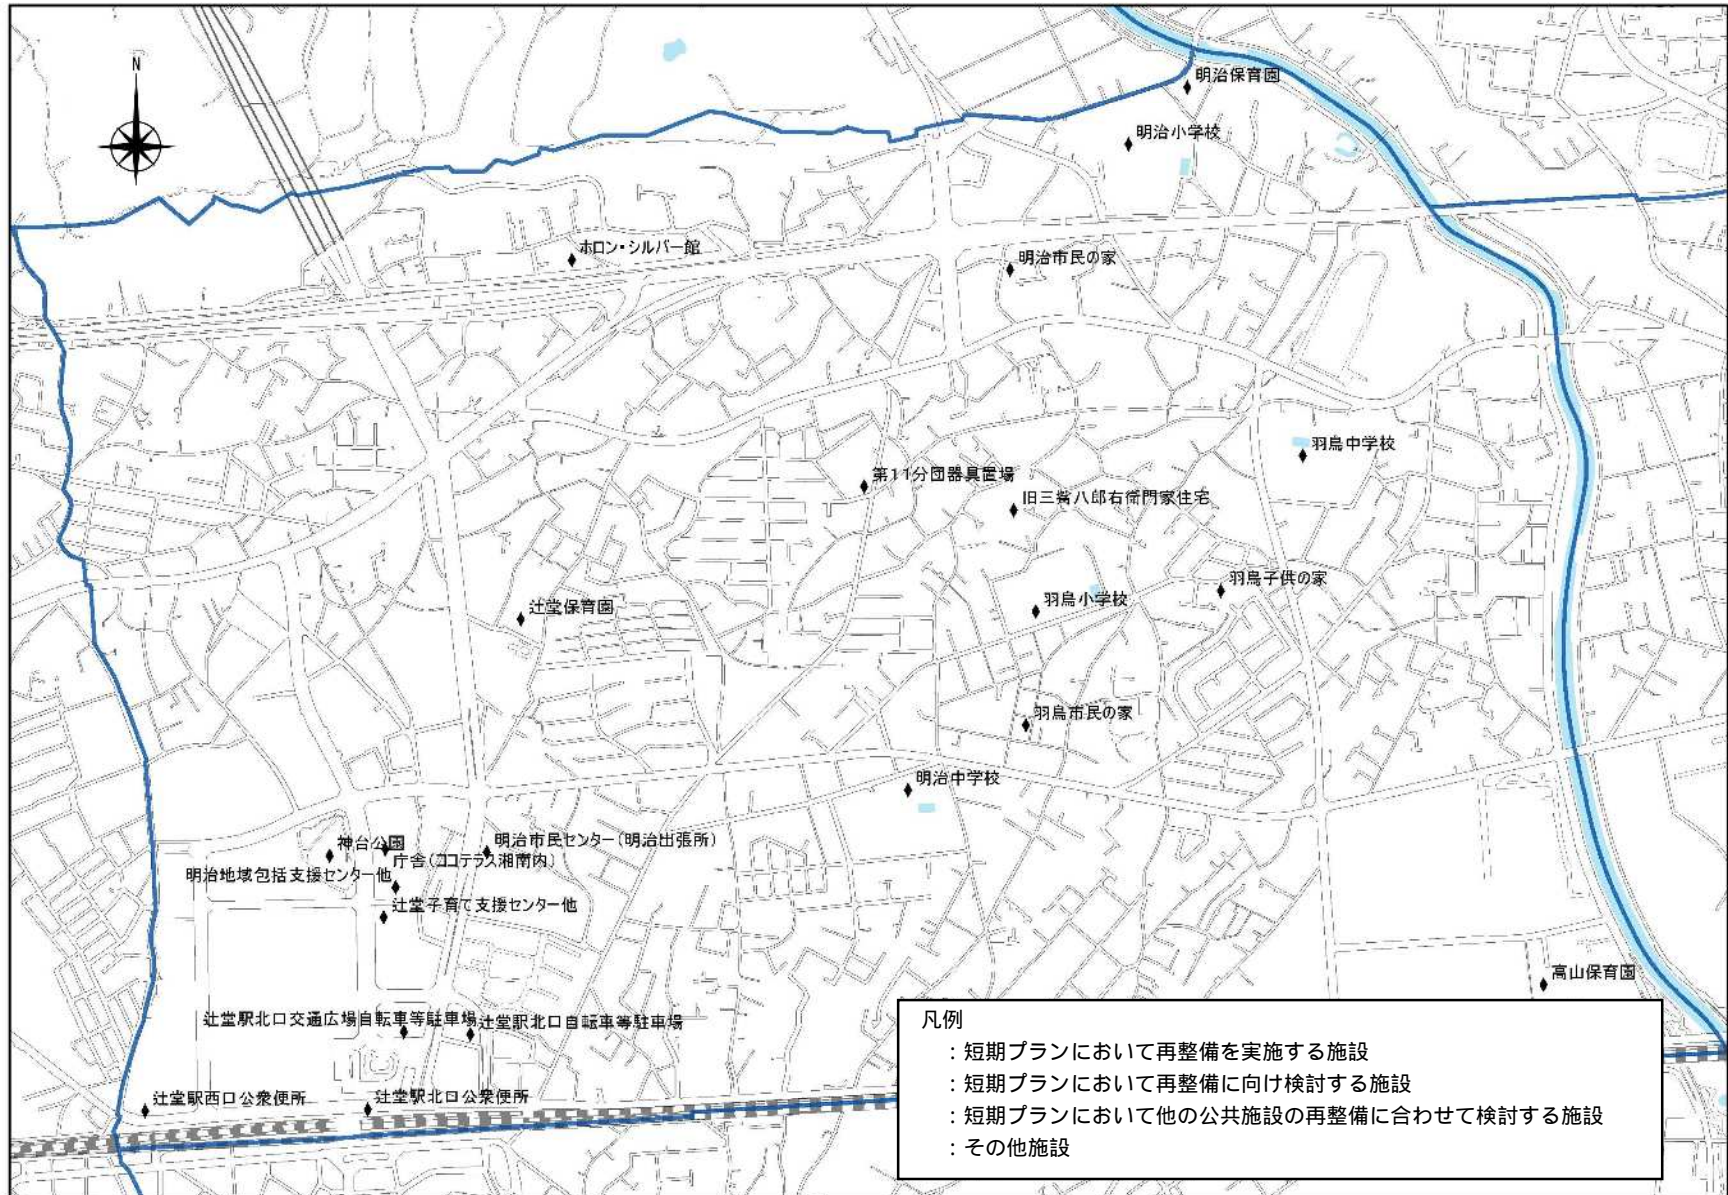 N
明治保育園
明治小学校
ホロン・シルバー館
明治市民の家
羽鳥中学校
第11分団器具置場
旧三觜八郎右衛門家住宅
羽鳥子供の家
辻堂保育園
羽鳥小学校
羽鳥市民の家
明治中学校
神台公園
明治市民センター(明治出張所)
庁舎(ココテラス湘南内)
明治地域包括支援センター他
辻堂子育て支援センター他
高山保育園
辻堂駅北口交通広場自転車等駐車場
辻堂駅北口自転車等駐車場
辻堂駅西口公衆便所
辻堂駅北口公衆便所
凡例
:短期プランにおいて再整備を実施する施設
:短期プランにおいて再整備に向け検討する施設
:短期プランにおいて他の公共施設の再整備に合わせて検討する施設
:その他施設